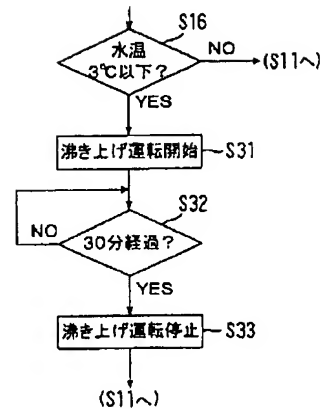 S16
水温
3℃以下?
NO
(S11へ)
YES
沸き上げ運転開始
S31
S32
NO
30分経過?
YES
沸き上げ運転停止
S33
(S11へ)